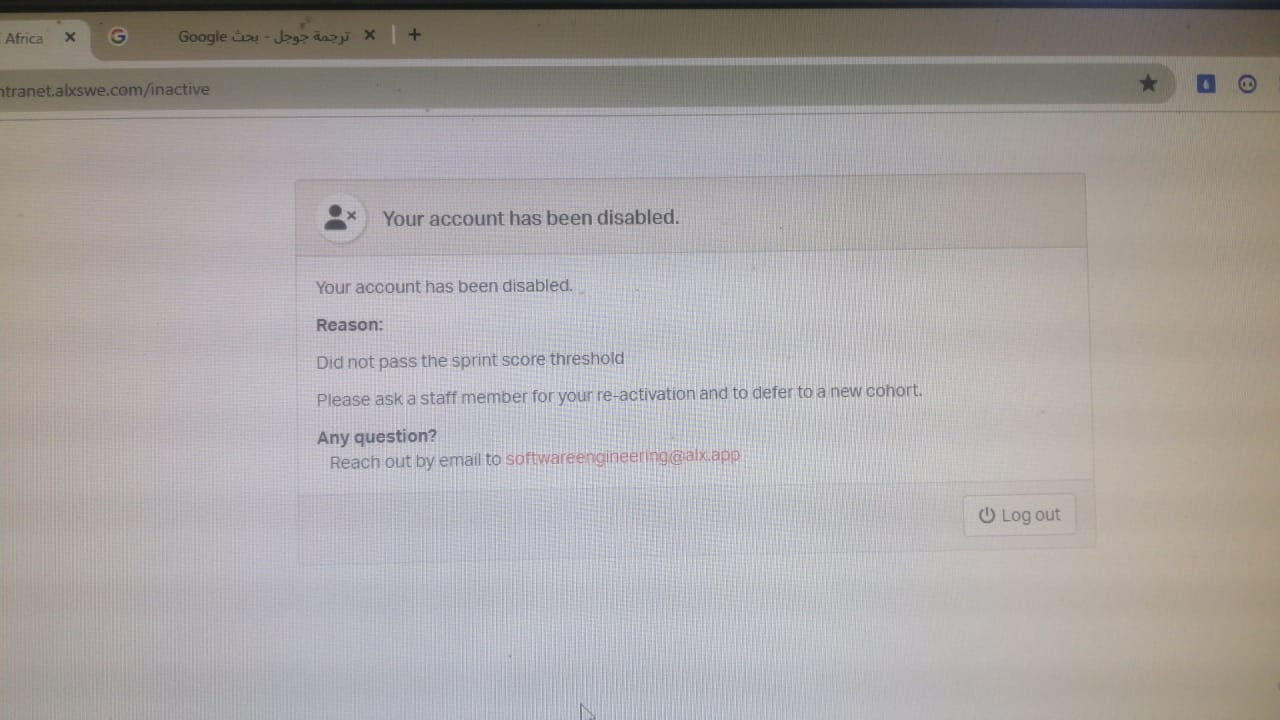 Africa
ترجمة جوجل - بحث Google
ntranet.alxswe.com/inactive
Your account has been disabled.
Your account has been disabled.
Reason:
Did not pass the sprint score threshold
Please ask a staff member for your re-activation and to defer to a new cohort.
Any question?
Reach out by email to softwareengineering@alx.app
Log out